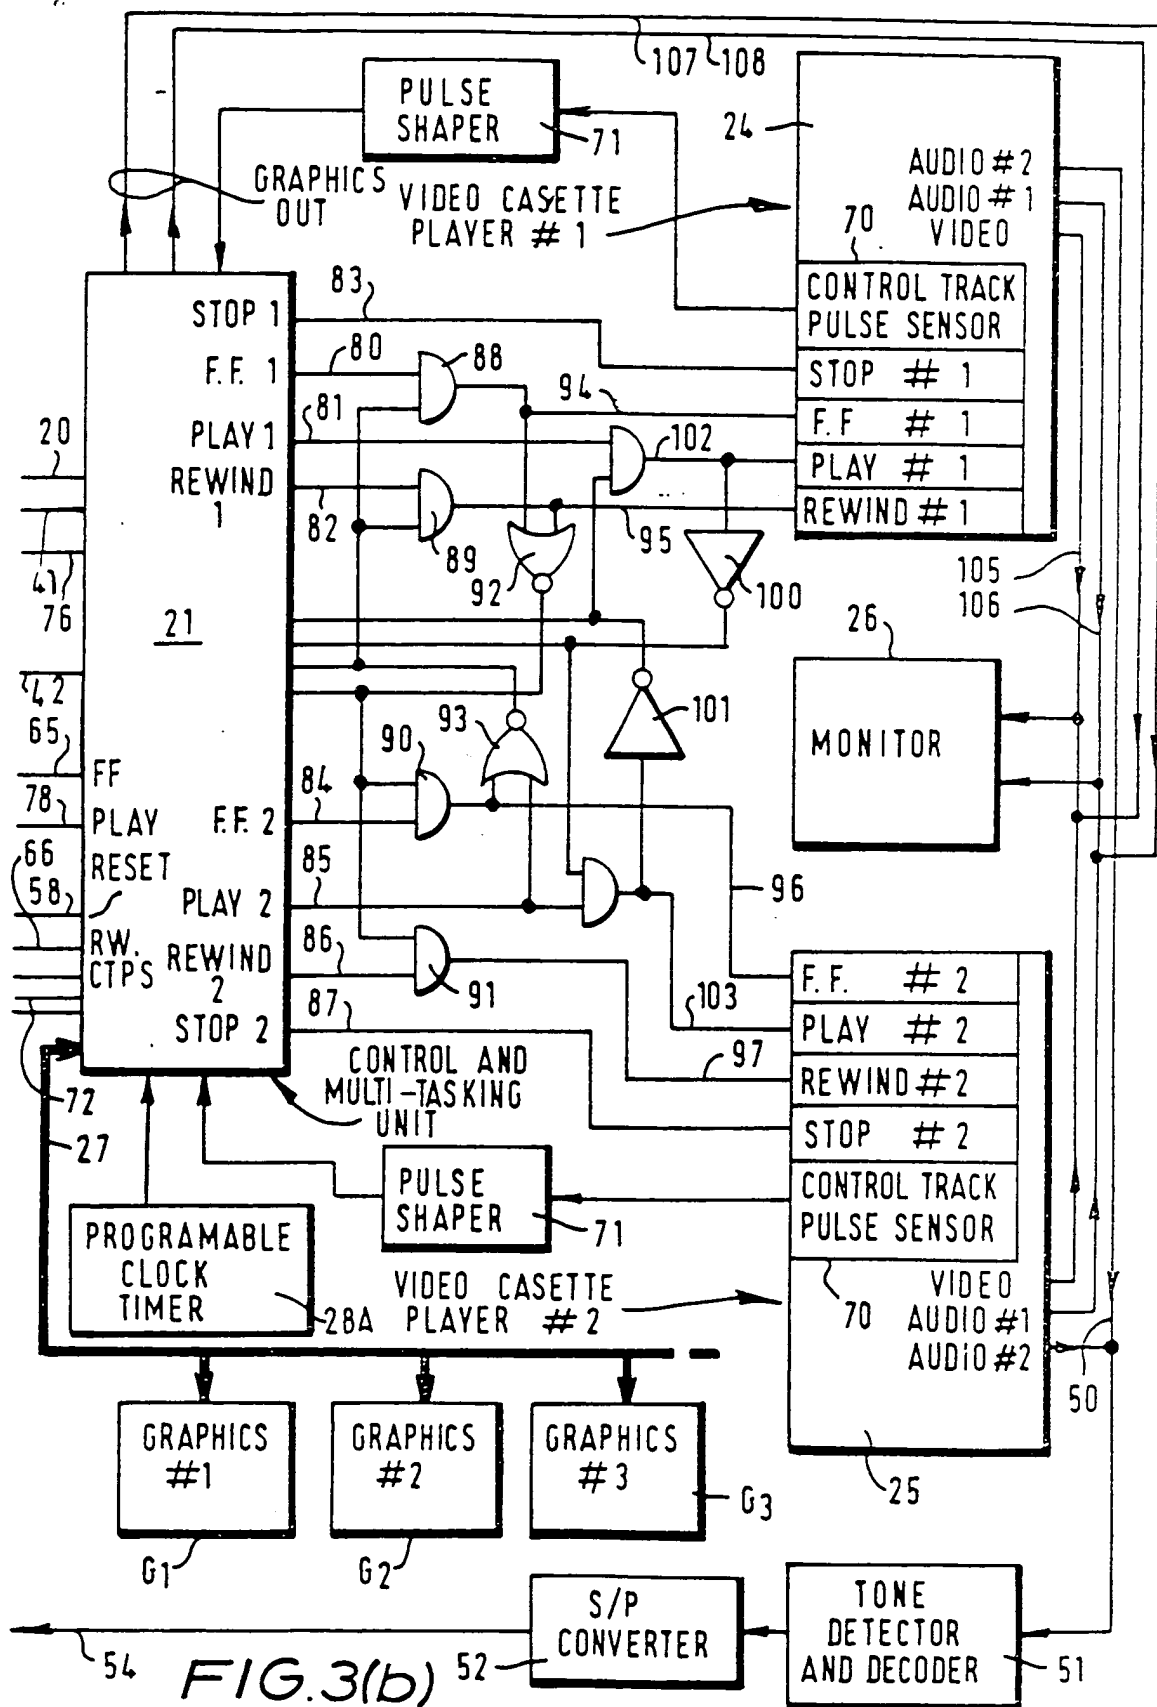 107 108
PULSE
SHAPER
71
24
GRAPHICS
OUT
VIDEO CASETTE
PLAYER # 1
AUDIO #2
AUDIO #1
VIDEO
70
CONTROL TRACK
PULSE SENSOR
STOP # 1
F.F # 1
PLAY # 1
REWIND # 1
83
STOP 1
80
88
F.F. 1
81
94
PLAY 1
102
20
REWIND
1
82
89
95
92
100
41
76
21
105
106
26
42
93
101
90
MONITOR
65
FF
78
PLAY
84
F.F. 2
66
RESET
85
96
58
PLAY 2
RW.
CTPS
REWIND
2
86
91
87
103
STOP 2
97
F.F. # 2
PLAY # 2
REWIND # 2
STOP # 2
CONTROL TRACK
PULSE SENSOR
72
27
CONTROL AND
MULTI-TASKING
UNIT
PULSE
SHAPER
71
PROGRAMABLE
CLOCK
TIMER
28A
VIDEO CASETTE
PLAYER # 2
70
VIDEO
AUDIO #1
AUDIO #2
50
25
GRAPHICS
#1
G1
GRAPHICS
#2
G2
GRAPHICS
#3
G3
S/P
CONVERTER
52
TONE
DETECTOR
AND DECODER
51
54
FIG.3(b)